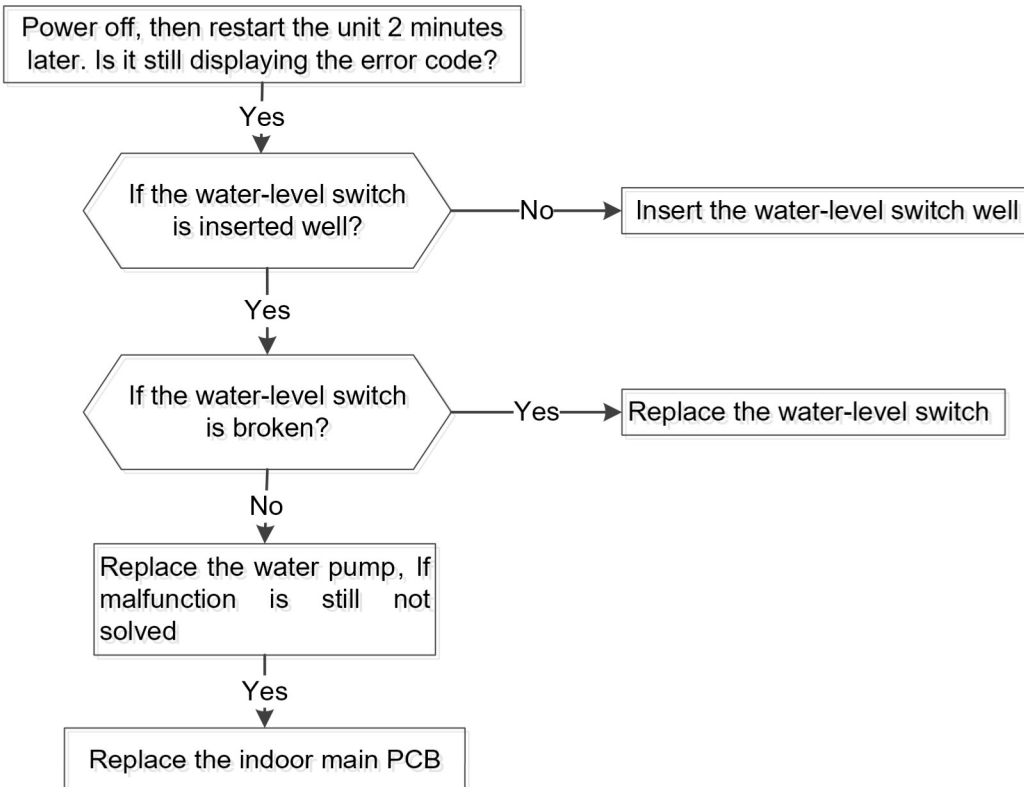 Power off, then restart the unit 2 minutes
later. Is it still displaying the error code?
Yes
If the water-level switch
is inserted well?
No
Insert the water-level switch well
Yes
If the water-level switch
is broken?
Yes
Replace the water-level switch
No
Replace the water pump, If
malfunction is still not
solved
Yes
Replace the indoor main PCB